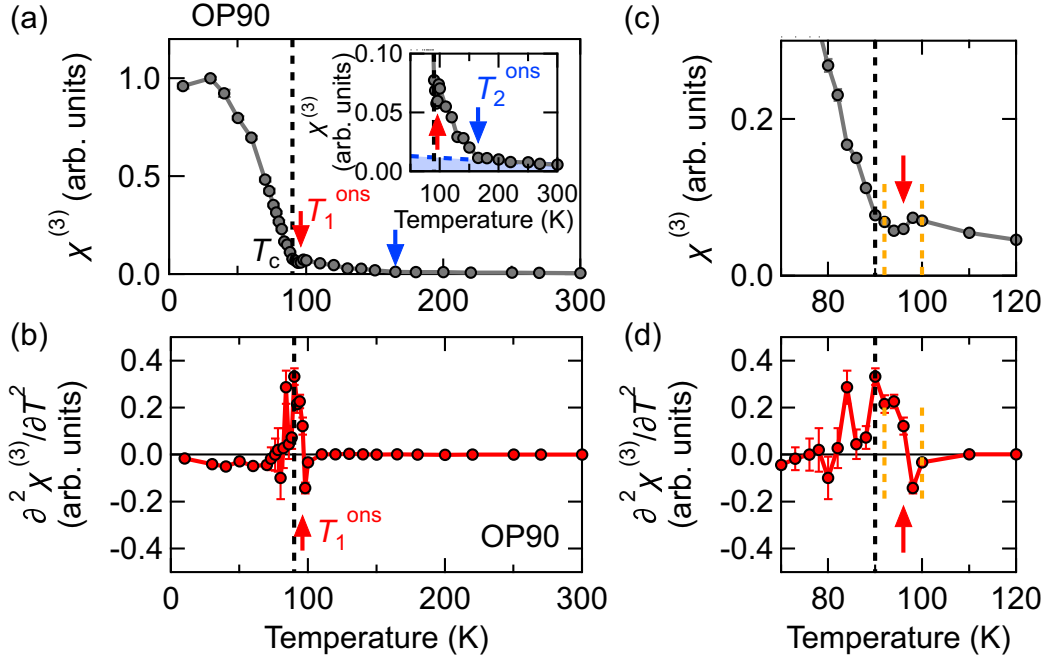 (a)
OP90
χ⁽³⁾ (arb. units)
1.0
0.5
0.0
0
100
200
300
T_c
T₁ᵒⁿˢ
χ⁽³⁾
(arb. units)
0.10
0.05
0.00
100
200
300
Temperature (K)
T₂ᵒⁿˢ
(c)
χ⁽³⁾ (arb. units)
0.2
0.0
80
100
120
(b)
∂²χ⁽³⁾/∂T²
(arb. units)
0.4
0.2
0.0
-0.2
-0.4
T₁ᵒⁿˢ
OP90
0
100
200
300
Temperature (K)
(d)
∂²χ⁽³⁾/∂T²
(arb. units)
0.4
0.2
0.0
-0.2
-0.4
80
100
120
Temperature (K)